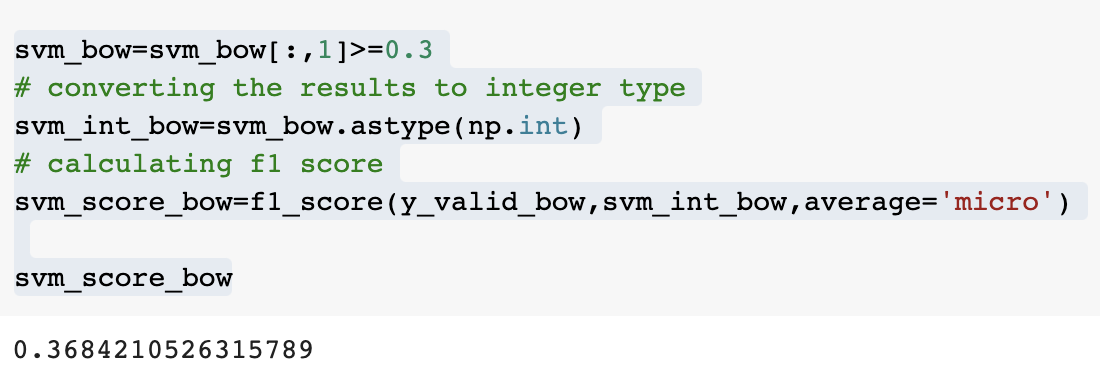 svm_bow=svm_bow[:,1]>=0.3
# converting the results to integer type
svm_int_bow=svm_bow.astype(np.int)
# calculating f1 score
svm_score_bow=f1_score(y_valid_bow,svm_int_bow,average='micro')
svm_score_bow
0.3684210526315789